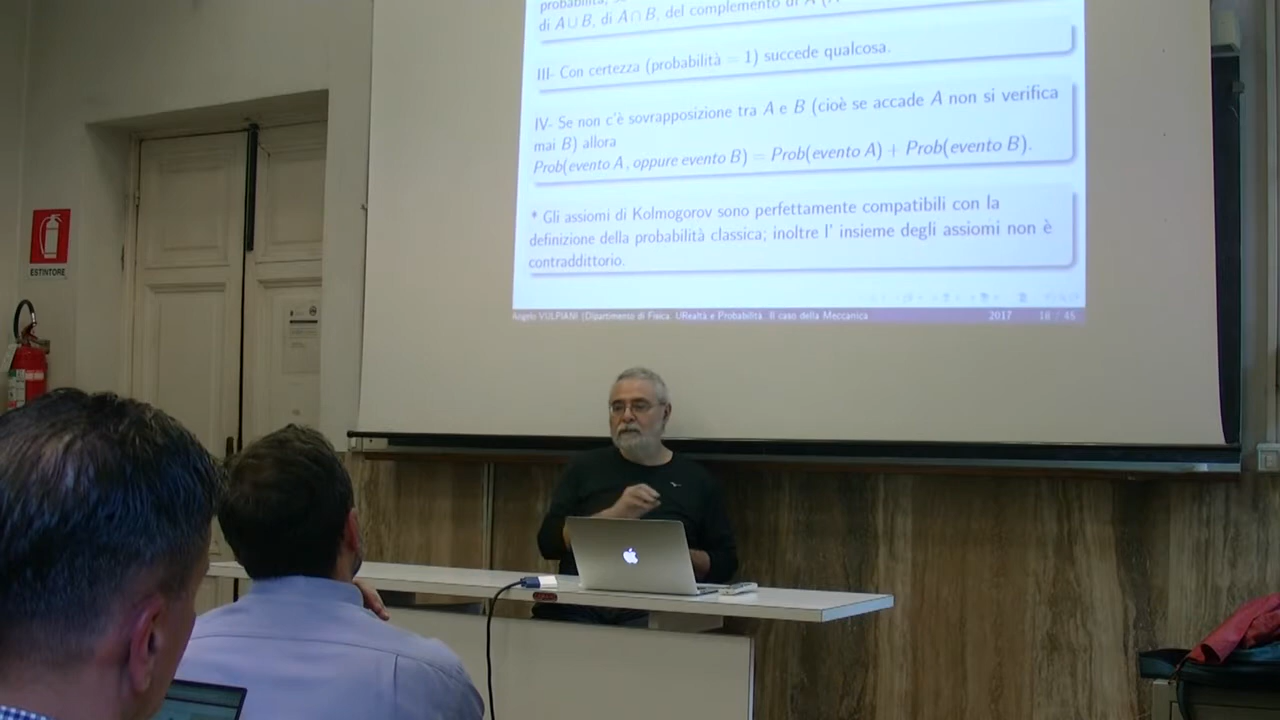 probabilità,
di A ∪ B, di A ∩ B, del complemento di A
III- Con certezza (probabilità = 1) succede qualcosa.
IV- Se non c'è sovrapposizione tra A e B (cioè se accade A non si verifica
mai B) allora
Prob(evento A, oppure evento B) = Prob(evento A) + Prob(evento B).
* Gli assiomi di Kolmogorov sono perfettamente compatibili con la
definizione della probabilità classica; inoltre l' insieme degli assiomi non è
contraddittorio.
Angelo VULPIANI (Dipartimento di Fisica, URealtà e Probabilità. Il caso della Meccanica 2017 18 / 45
ESTINTORE